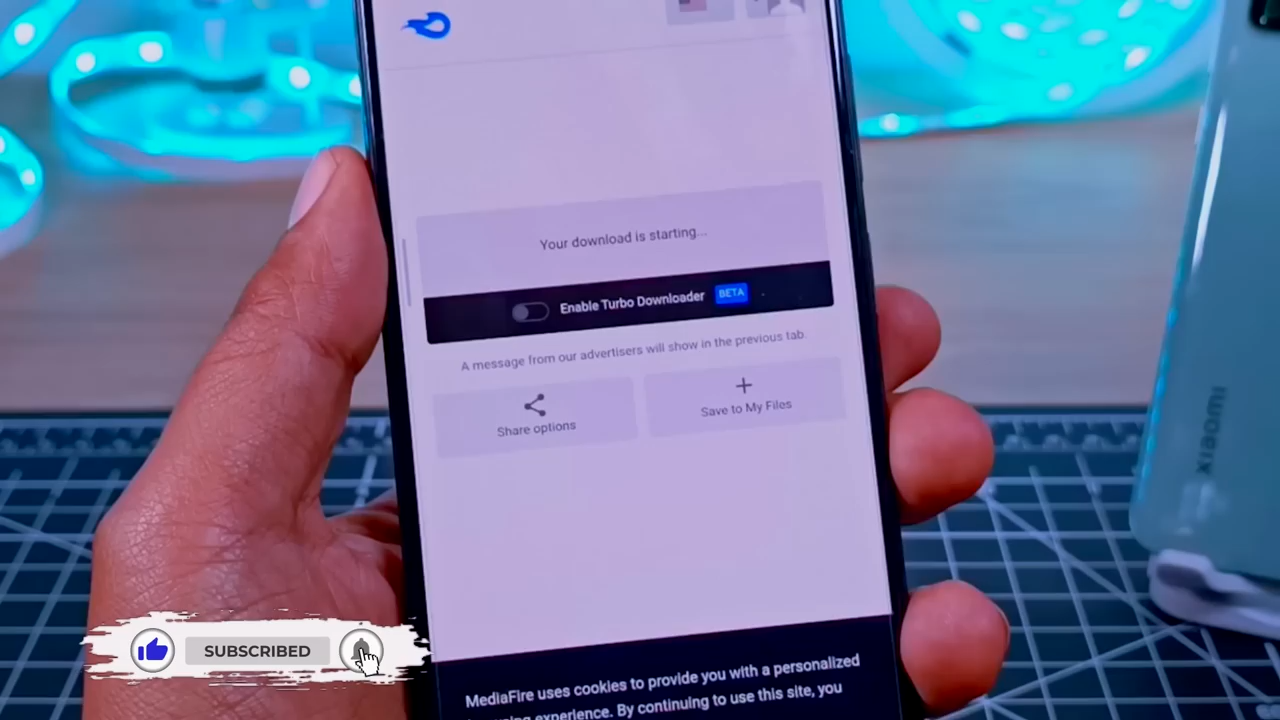 Your download is starting...
Enable Turbo Downloader BETA
A message from our advertisers will show in the previous tab.
Share options
Save to My Files
MediaFire uses cookies to provide you with a personalized
experience. By continuing to use this site, you
xiaomi
SUBSCRIBED